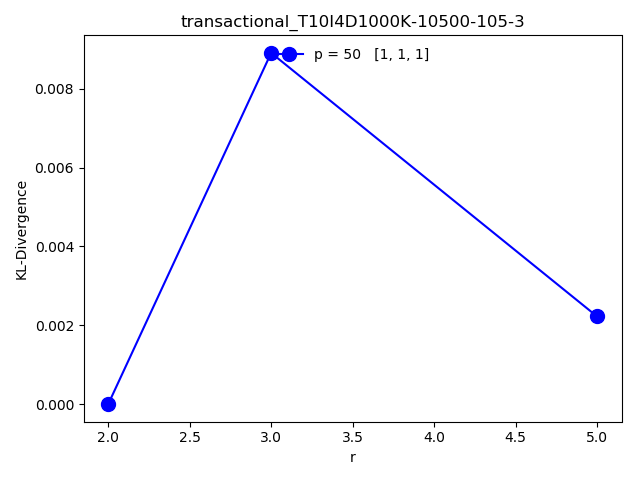 transactional_T10I4D1000K-10500-105-3
p = 50   [1, 1, 1]
KL-Divergence
0.008
0.006
0.004
0.002
0.000
2.0 2.5 3.0 3.5 4.0 4.5 5.0
r